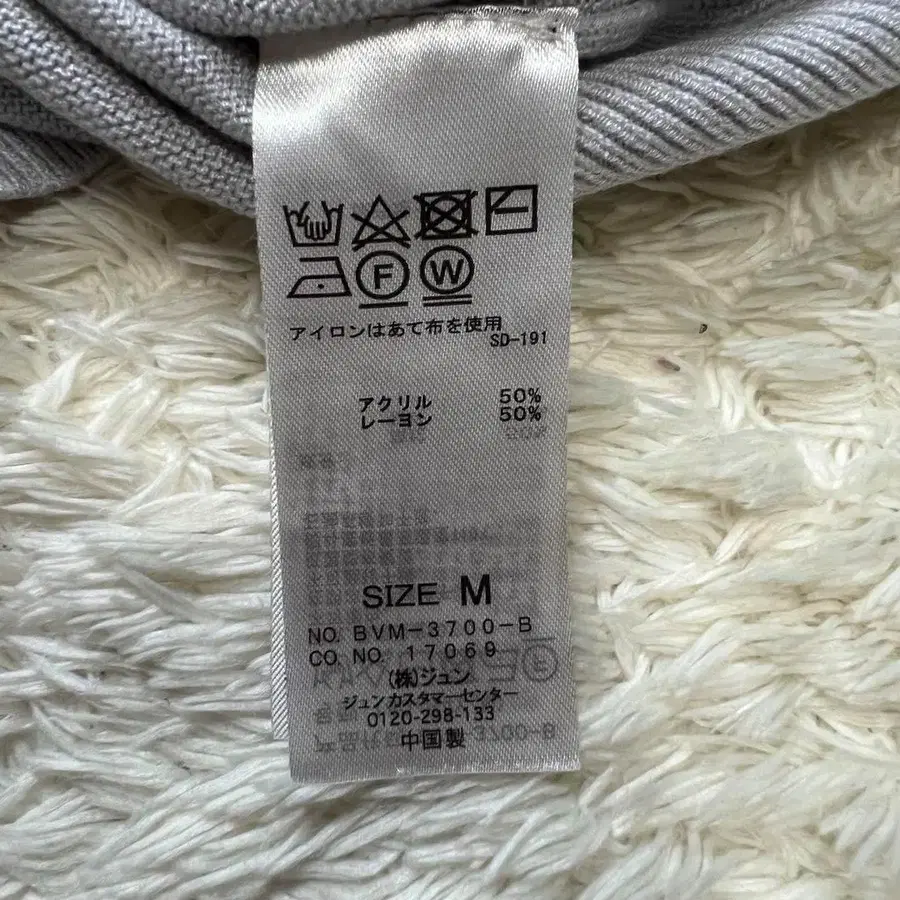 F W
アイロンはあて布を使用
SD-191
アクリル 50%
レーヨン 50%
SIZE M
NO. BVM-3700-B
CO. NO. 17069
(株)ジュン
ジュンカスタマーセンター
0120-298-133
中国製